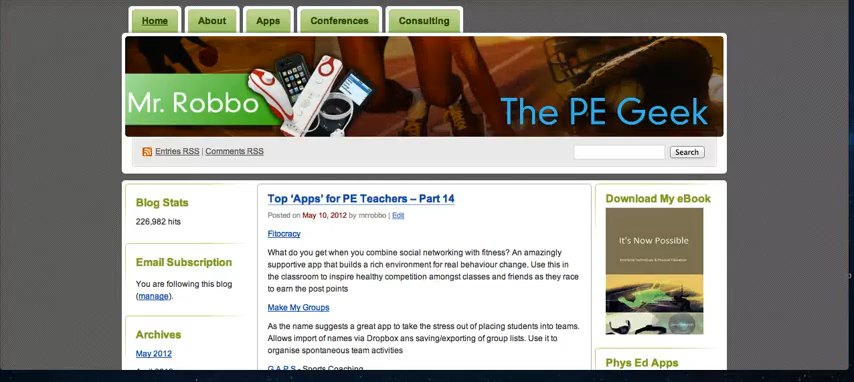 Home About Apps Conferences Consulting
Mr. Robbo
The PE Geek
Entries RSS | Comments RSS
Search
Blog Stats
226,982 hits
Email Subscription
You are following this blog
(manage).
Archives
May 2012
Top ‘Apps’ for PE Teachers – Part 14
Posted on May 10, 2012 by mrrobbo | Edit
Fitocracy
What do you get when you combine social networking with fitness? An amazingly
supportive app that builds a rich environment for real behaviour change. Use this in
the classroom to inspire healthy competition amongst classes and friends as they race
to earn the post points
Make My Groups
As the name suggests a great app to take the stress out of placing students into teams.
Allows import of names via Dropbox ans saving/exporting of group lists. Use it to
organise spontaneous team activities
G.A.P.S - Sports Coaching
Download My eBook
It's Now Possible
Phys Ed Apps